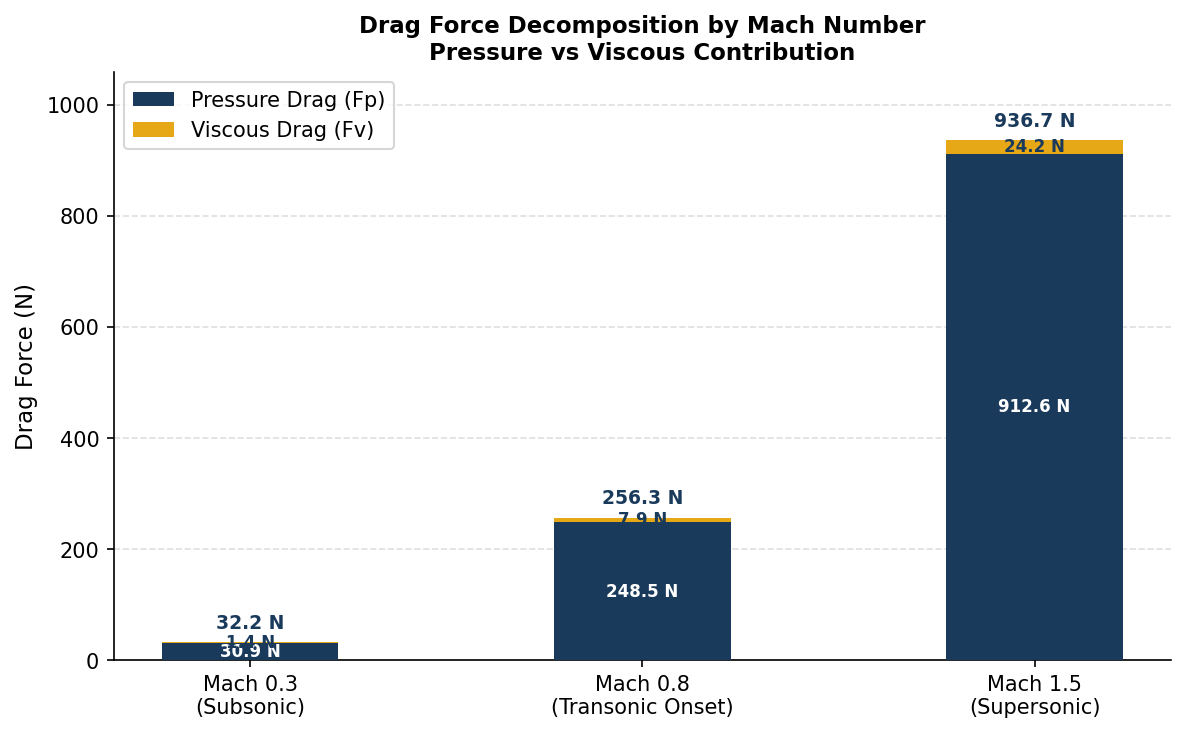 Drag Force Decomposition by Mach Number
Pressure vs Viscous Contribution
Pressure Drag (Fp)
Viscous Drag (Fv)
Drag Force (N)
1000
800
600
400
200
0
32.2 N
1.4 N
30.9 N
256.3 N
7.9 N
248.5 N
936.7 N
24.2 N
912.6 N
Mach 0.3
(Subsonic)
Mach 0.8
(Transonic Onset)
Mach 1.5
(Supersonic)